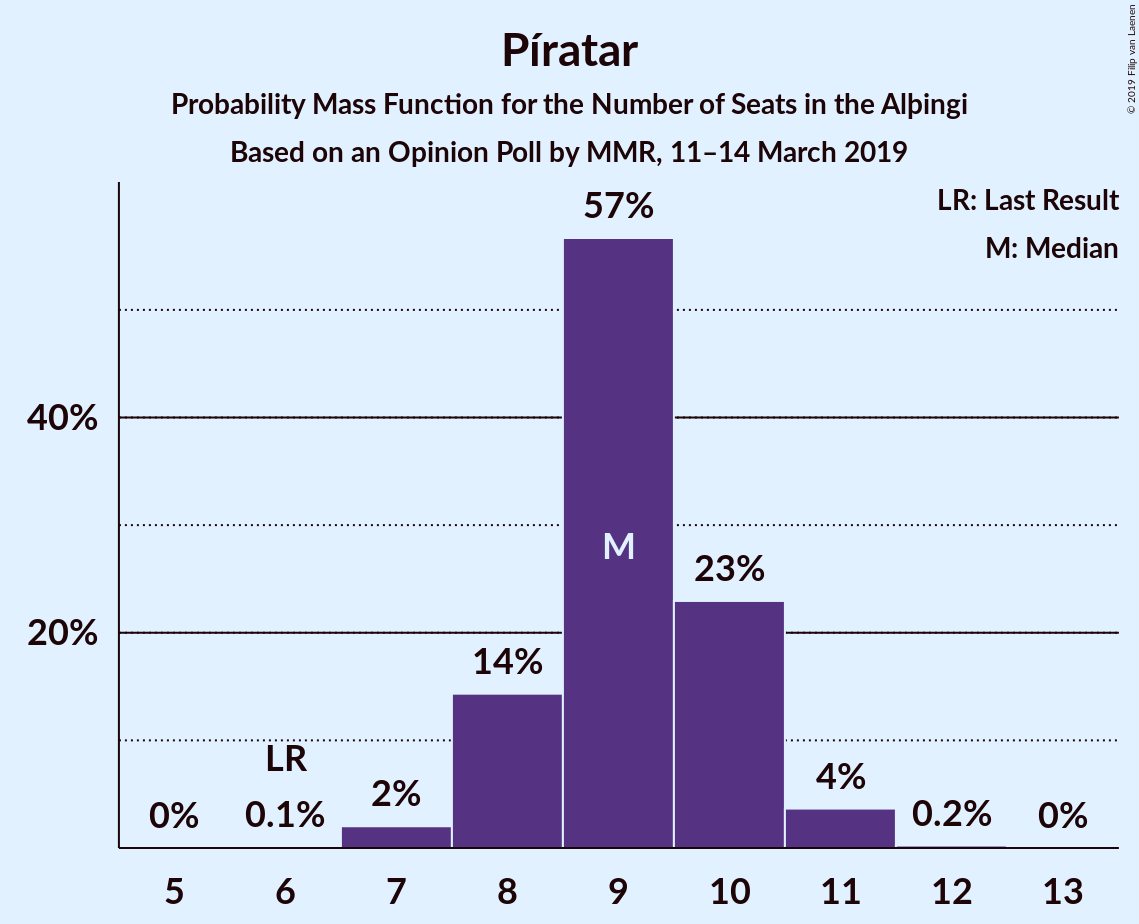 Píratar
Probability Mass Function for the Number of Seats in the Alþingi
Based on an Opinion Poll by MMR, 11–14 March 2019
© 2019 Filip van Laenen
LR: Last Result
M: Median
57%
40%
M
23%
20%
14%
LR
2%
4%
0%
0.1%
0.2%
0%
5 6 7 8 9 10 11 12 13